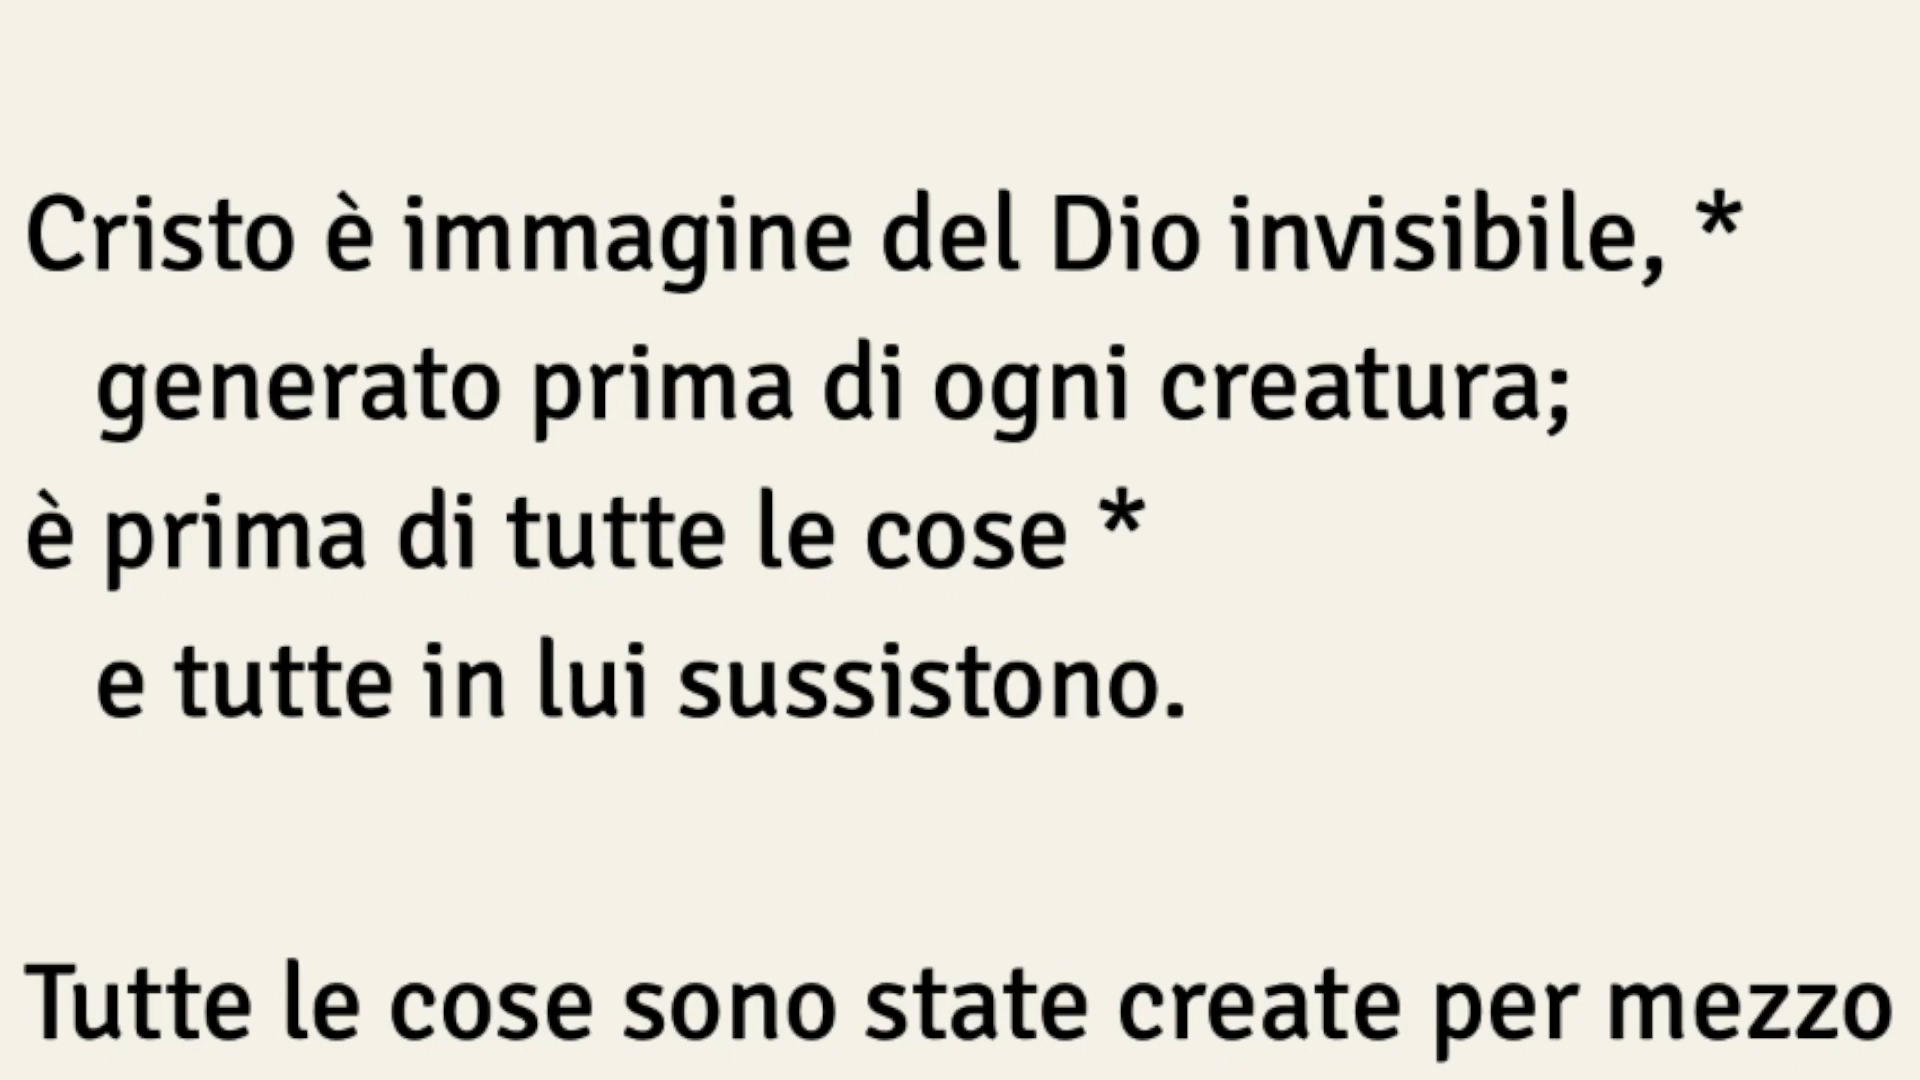 Cristo è immagine del Dio invisibile, *
generato prima di ogni creatura;
è prima di tutte le cose *
e tutte in lui sussistono.
Tutte le cose sono state create per mezzo